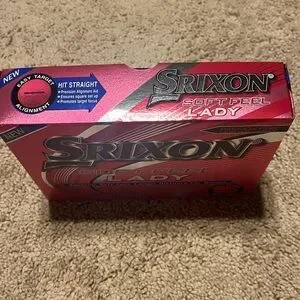 NEW
EASY TARGET
ALIGNMENT
HIT STRAIGHT
• Precision Alignment Aid
• Ensures square set up
• Promotes target focus
SRIXON
SOFT FEEL
LADY
NEW
SRIXON
LADY